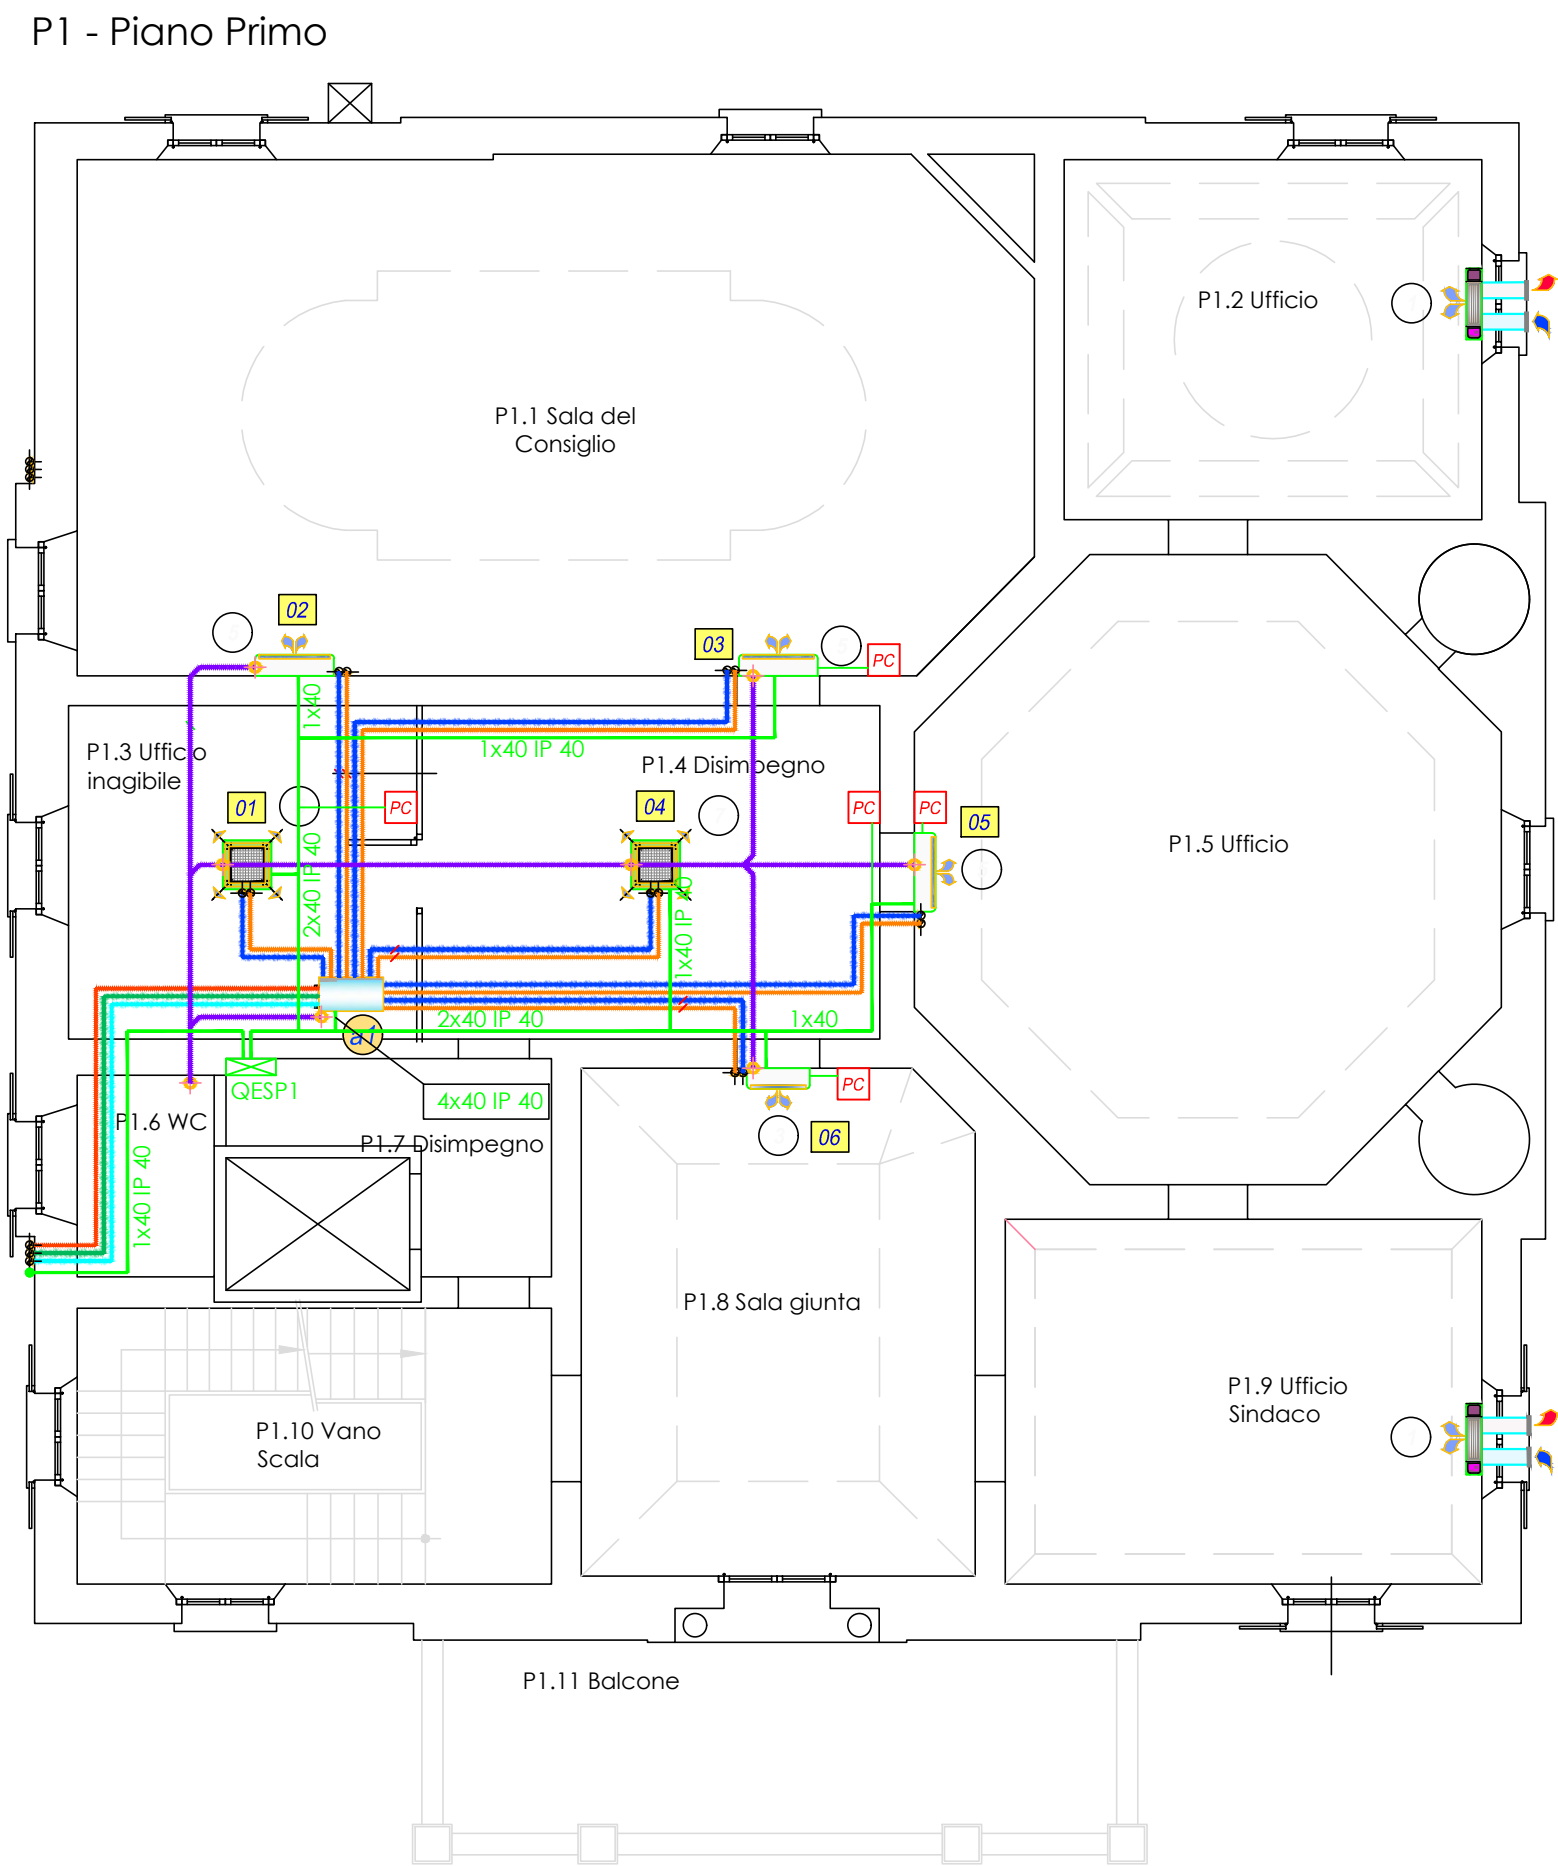 P1 - Piano Primo
P1.2 Ufficio
P1.1 Sala del
Consiglio
02
03
PC
1x40
1x40 IP 40
P1.3 Ufficio
inagibile
P1.4 Disimpegno
01
PC
04
PC
PC
05
P1.5 Ufficio
2x40 IP 40
1x40 IP 40
2x40 IP 40
1x40
a1
QESP1
4x40 IP 40
PC
P1.6 WC
P1.7 Disimpegno
06
1x40 IP 40
P1.8 Sala giunta
P1.9 Ufficio
Sindaco
P1.10 Vano
Scala
P1.11 Balcone